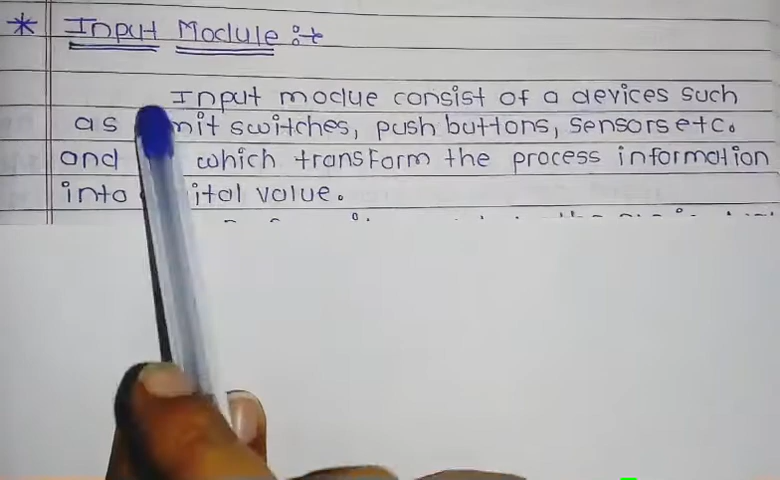 * Input Module :-
Input modue consist of a devices such
as mit switches, push buttons, sensors etc.
and which transform the process information
into ital value.